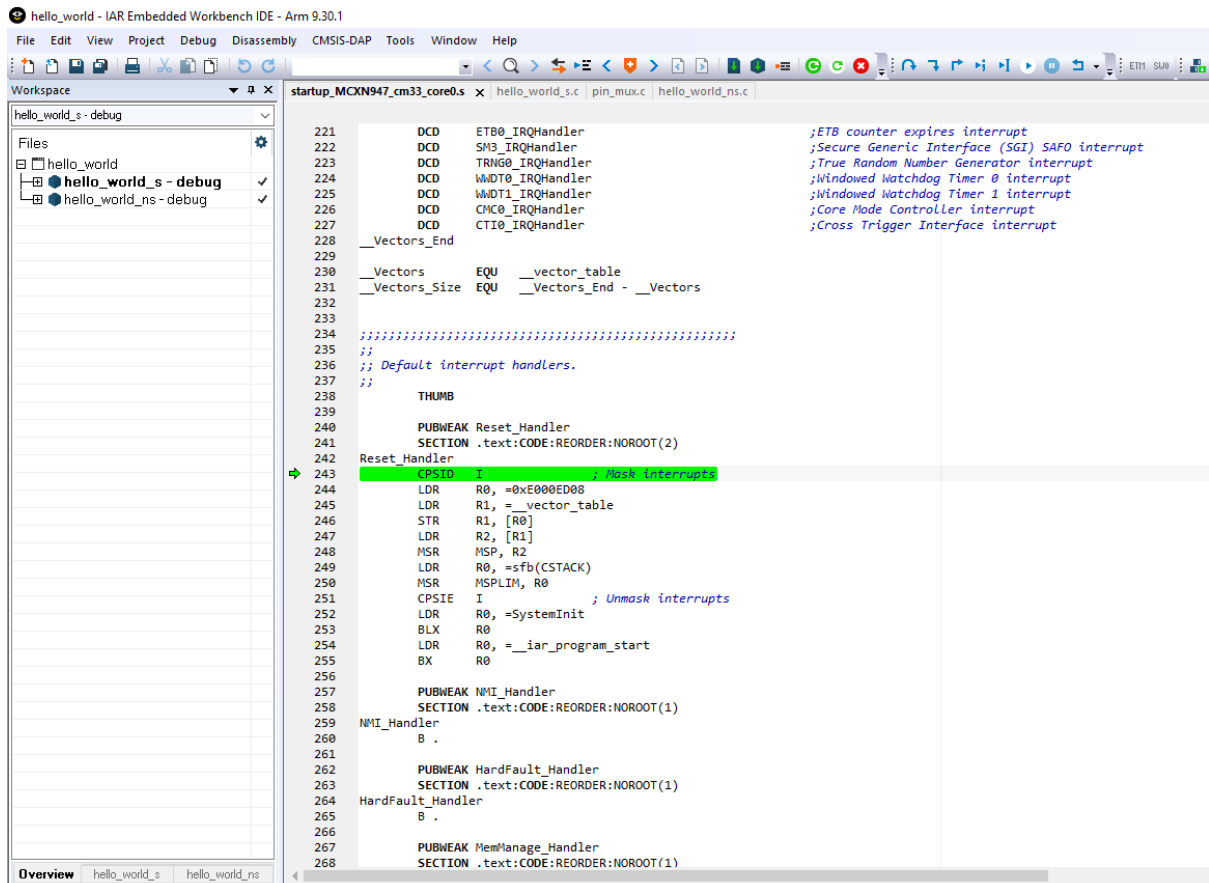 hello_world - IAR Embedded Workbench IDE - Arm 9.30.1
File Edit View Project Debug Disassembly CMSIS-DAP Tools Window Help
ETM SWO
Workspace
startup_MCXN947_cm33_core0.s hello_world_s.c pin_mux.c hello_world_ns.c
hello_world_s - debug
Files
hello_world
hello_world_s - debug
hello_world_ns - debug
221 DCD ETB0_IRQHandler ;ETB counter expires interrupt
222 DCD SM3_IRQHandler ;Secure Generic Interface (SGI) SAFO interrupt
223 DCD TRNG0_IRQHandler ;True Random Number Generator interrupt
224 DCD WWDT0_IRQHandler ;Windowed Watchdog Timer 0 interrupt
225 DCD WWDT1_IRQHandler ;Windowed Watchdog Timer 1 interrupt
226 DCD CMC0_IRQHandler ;Core Mode Controller interrupt
227 DCD CTI0_IRQHandler ;Cross Trigger Interface interrupt
228 __Vectors_End
229
230 __Vectors EQU __vector_table
231 __Vectors_Size EQU __Vectors_End - __Vectors
232
233
234 ;;;;;;;;;;;;;;;;;;;;;;;;;;;;;;;;;;;;;;;;;;;;;;;;;;;
235 ;;
236 ;; Default interrupt handlers.
237 ;;
238 THUMB
239
240 PUBWEAK Reset_Handler
241 SECTION .text:CODE:REORDER:NOROOT(2)
242 Reset_Handler
243 CPSID I ; Mask interrupts
244 LDR R0, =0xE000ED08
245 LDR R1, =__vector_table
246 STR R1, [R0]
247 LDR R2, [R1]
248 MSR MSP, R2
249 LDR R0, =sfb(CSTACK)
250 MSR MSPLIM, R0
251 CPSIE I ; Unmask interrupts
252 LDR R0, =SystemInit
253 BLX R0
254 LDR R0, =__iar_program_start
255 BX R0
256
257 PUBWEAK NMI_Handler
258 SECTION .text:CODE:REORDER:NOROOT(1)
259 NMI_Handler
260 B .
261
262 PUBWEAK HardFault_Handler
263 SECTION .text:CODE:REORDER:NOROOT(1)
264 HardFault_Handler
265 B .
266
267 PUBWEAK MemManage_Handler
268 SECTION .text:CODE:REORDER:NOROOT(1)
Overview hello_world_s hello_world_ns